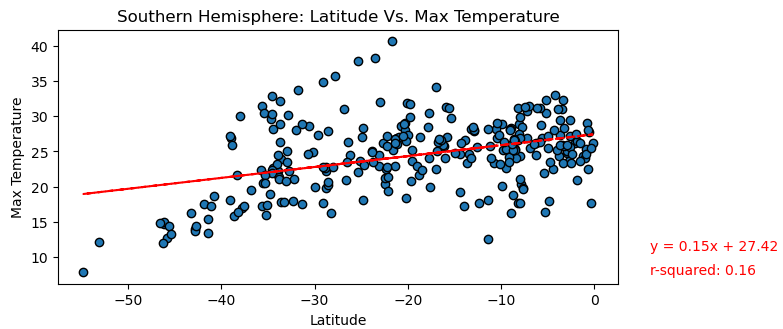 Southern Hemisphere: Latitude Vs. Max Temperature
40
35
30
25
20
15
10
Max Temperature
−50
−40
−30
−20
−10
0
Latitude
y = 0.15x + 27.42
r-squared: 0.16